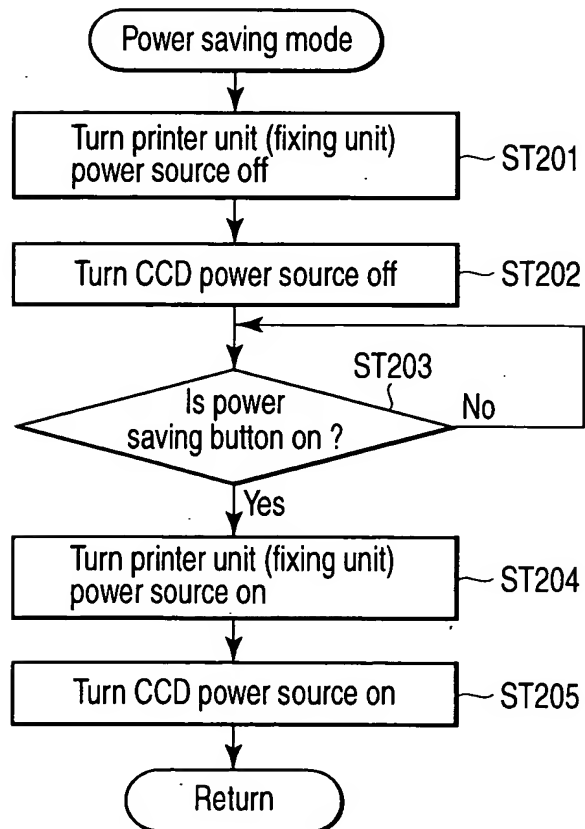 Power saving mode
Turn printer unit (fixing unit)
power source off
ST201
Turn CCD power source off
ST202
ST203
Is power
saving button on ?
No
Yes
Turn printer unit (fixing unit)
power source on
ST204
Turn CCD power source on
ST205
Return